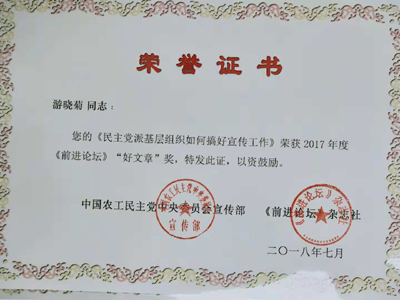 荣誉证书
游晓菊 同志：
您的《民主党派基层组织如何搞好宣传工作》荣获 2017 年度
《前进论坛》“好文章”奖，特发此证，以资鼓励。
中国农工民主党中央委员会宣传部 《前进论坛》杂志社
宣传部
二〇一八年七月